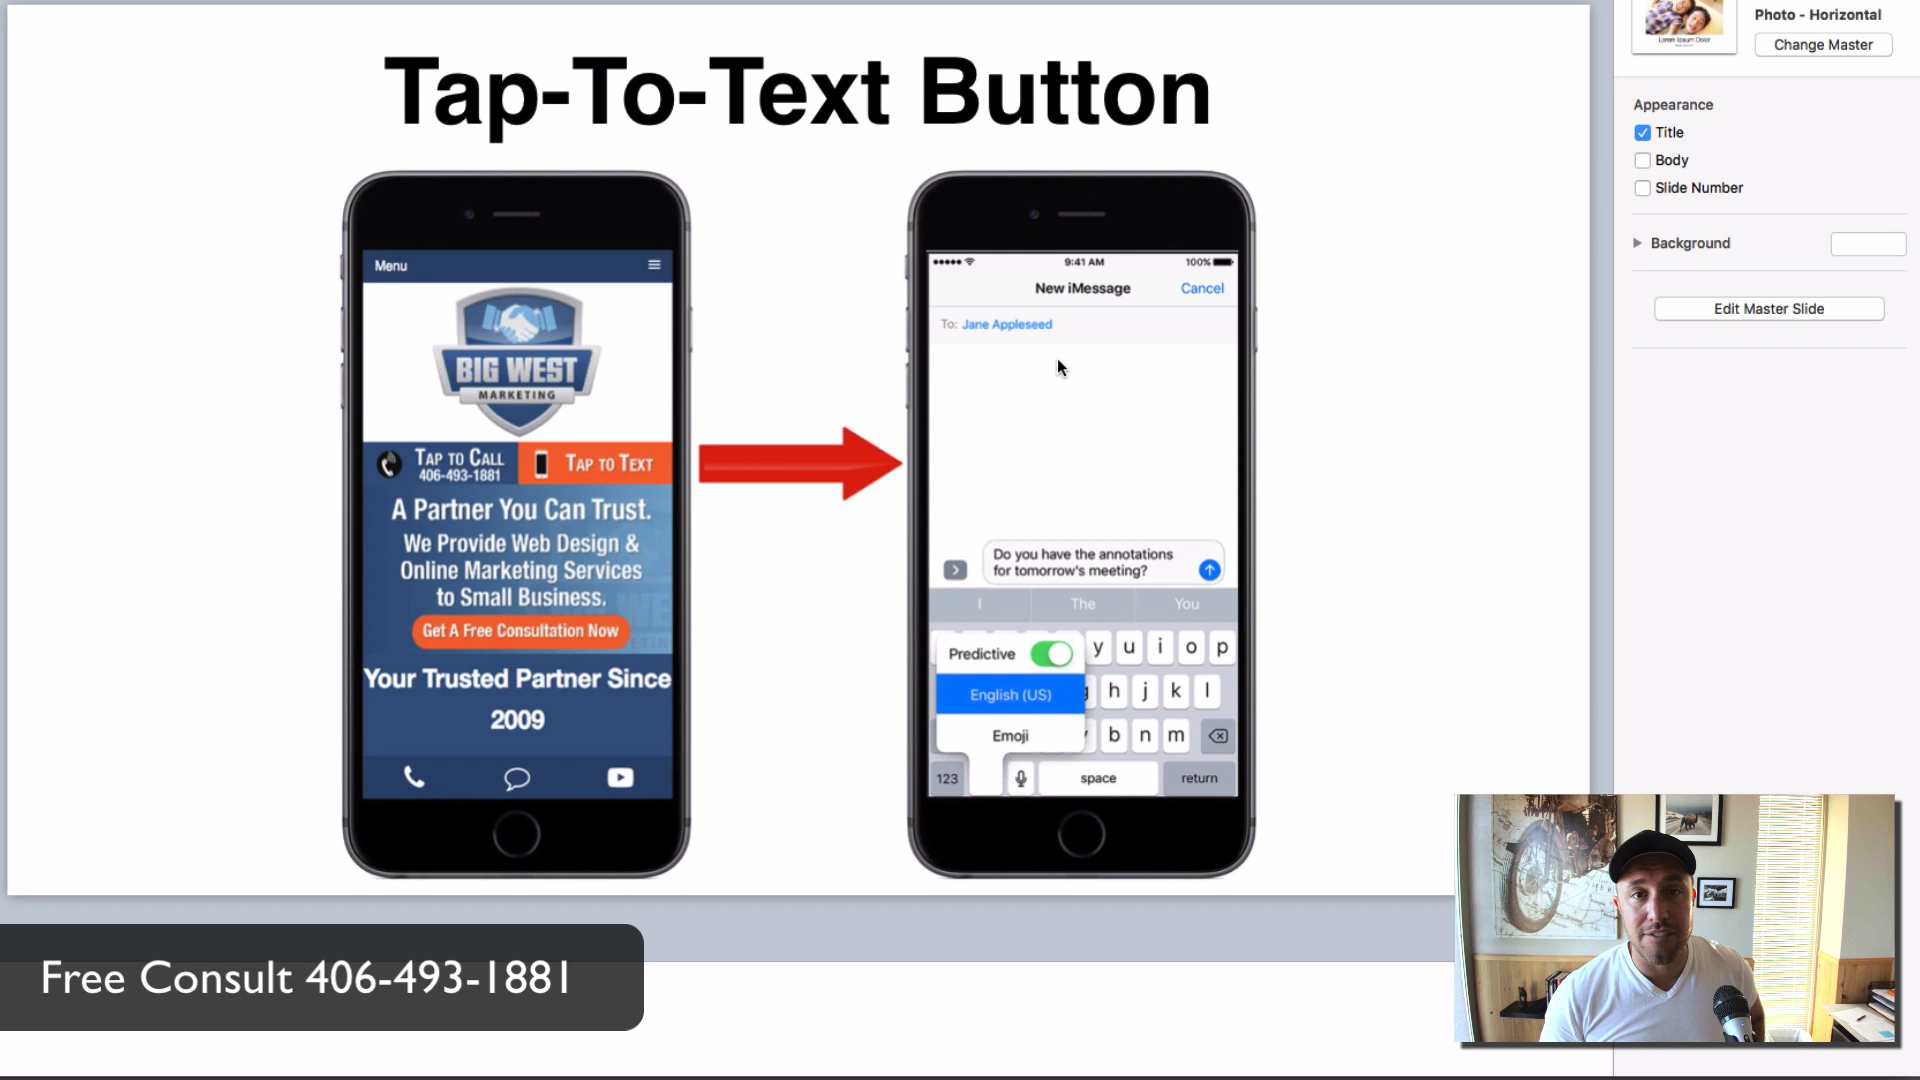 Tap-To-Text Button
Menu
BIG WEST
MARKETING
TAP TO CALL
406-493-1881
TAP TO TEXT
A Partner You Can Trust.
We Provide Web Design &
Online Marketing Services
to Small Business.
Get A Free Consultation Now
Your Trusted Partner Since
2009
9:41 AM
100%
New iMessage
Cancel
To: Jane Appleseed
Do you have the annotations
for tomorrow's meeting?
I
The
You
Predictive
y u i o p
English (US)
h j k l
Emoji
b n m
123
space
return
Lorem Ipsum Dolor
Photo - Horizontal
Change Master
Appearance
Title
Body
Slide Number
Background
Edit Master Slide
Free Consult 406-493-1881